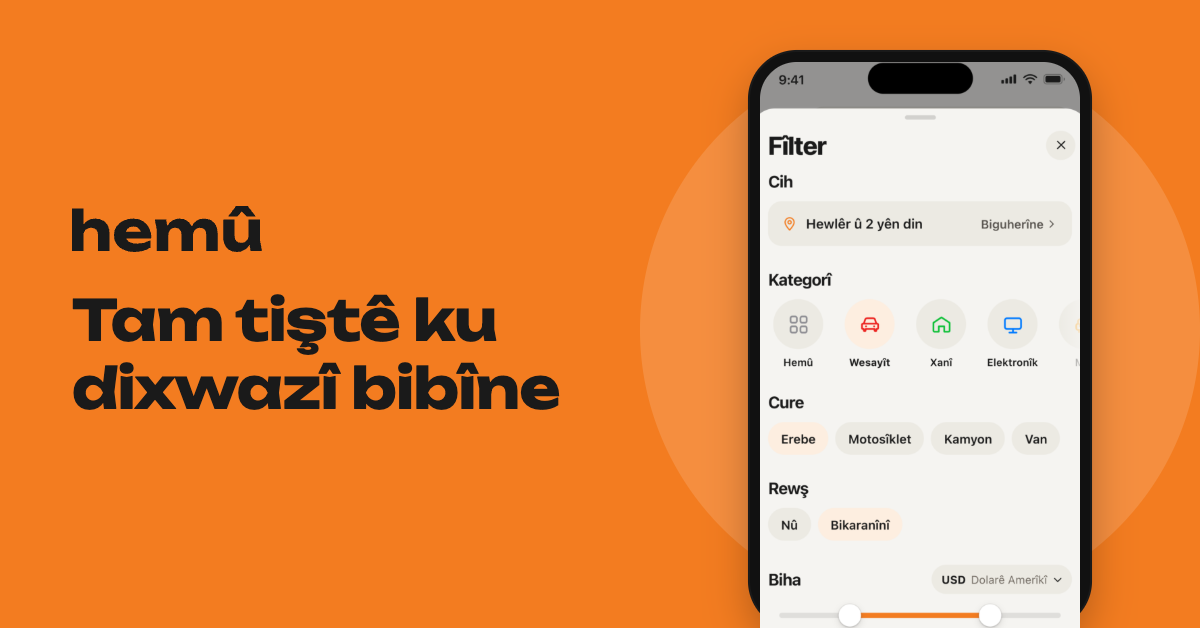 hemû
Tam tiştê ku
dixwazî bibîne
9:41
Fîlter
Cih
Hewlêr û 2 yên din
Biguherîne
Kategorî
Hemû
Wesayît
Xanî
Elektronîk
Cure
Erebe
Motosîklet
Kamyon
Van
Rewş
Nû
Bikaranînî
Biha
USD Dolarê Amerîkî